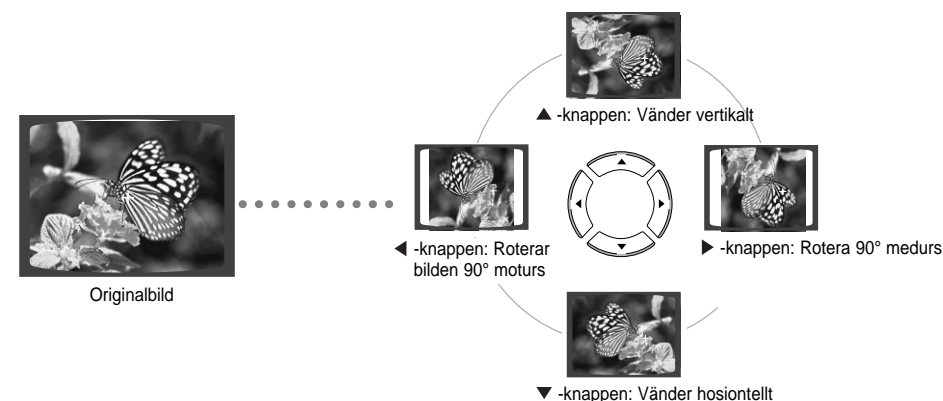 ▲ -knappen: Vänder vertikalt
◀ -knappen: Roterar
bilden 90° moturs
▶ -knappen: Rotera 90° medurs
Originalbild
▼ -knappen: Vänder hosiontellt